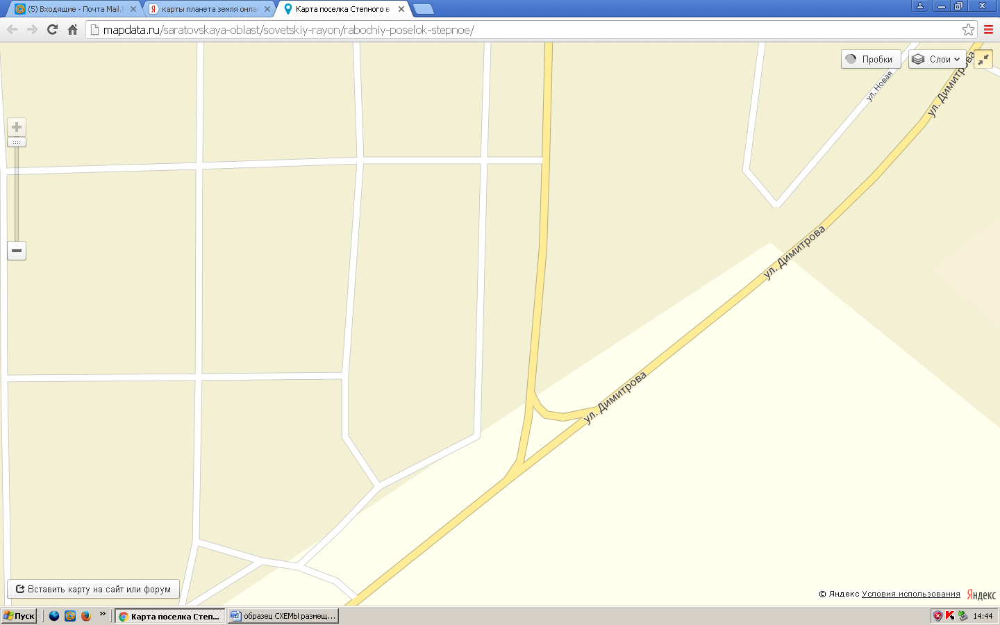 (5) Входящие - Почта Mail.R
карты планета земля онла
Карта поселка Степного в
mapdata.ru/saratovskaya-oblast/sovetskiy-rayon/rabochiy-poselok-stepnoe/
Пробки
Слои
ул. Новая
ул. Димитрова
ул. Димитрова
ул. Димитрова
Вставить карту на сайт или форум
© Яндекс Условия использования
Яндекс
Пуск
»
Карта поселка Степ...
образец СХЕМЫ размещ...
14:44